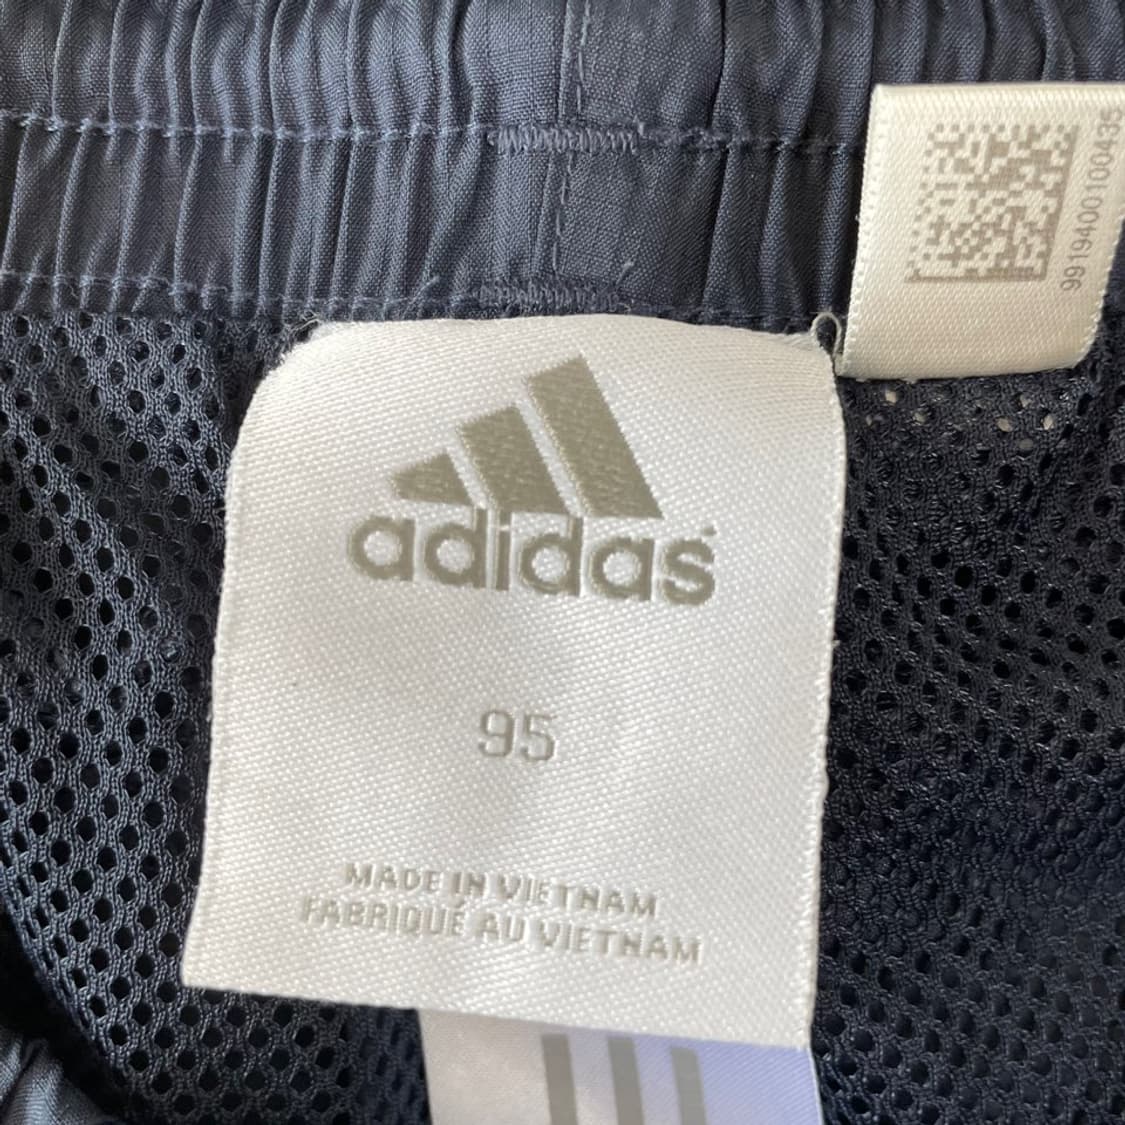 9919400100435
adidas
95
MADE IN VIETNAM
FABRIQUÉ AU VIETNAM